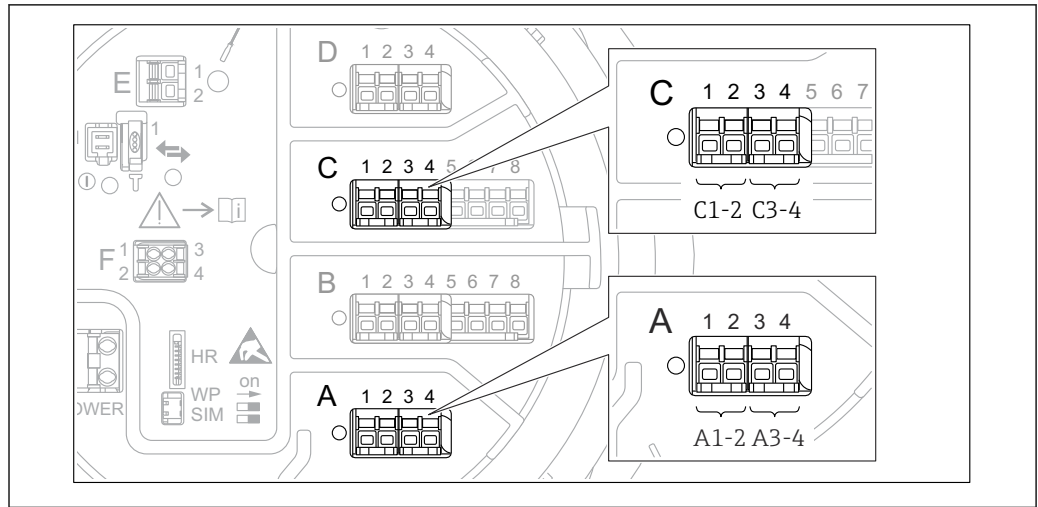 D 1 2 3 4
E 1
2
1
C 1 2 3 4 5 6 7 8
i
F 1 3
2 4
B 1 2 3 4 5 6 7 8
HR
WP on
SIM
OWER
A 1 2 3 4
C 1 2 3 4 5 6 7
C1-2 C3-4
A 1 2 3 4
A1-2 A3-4